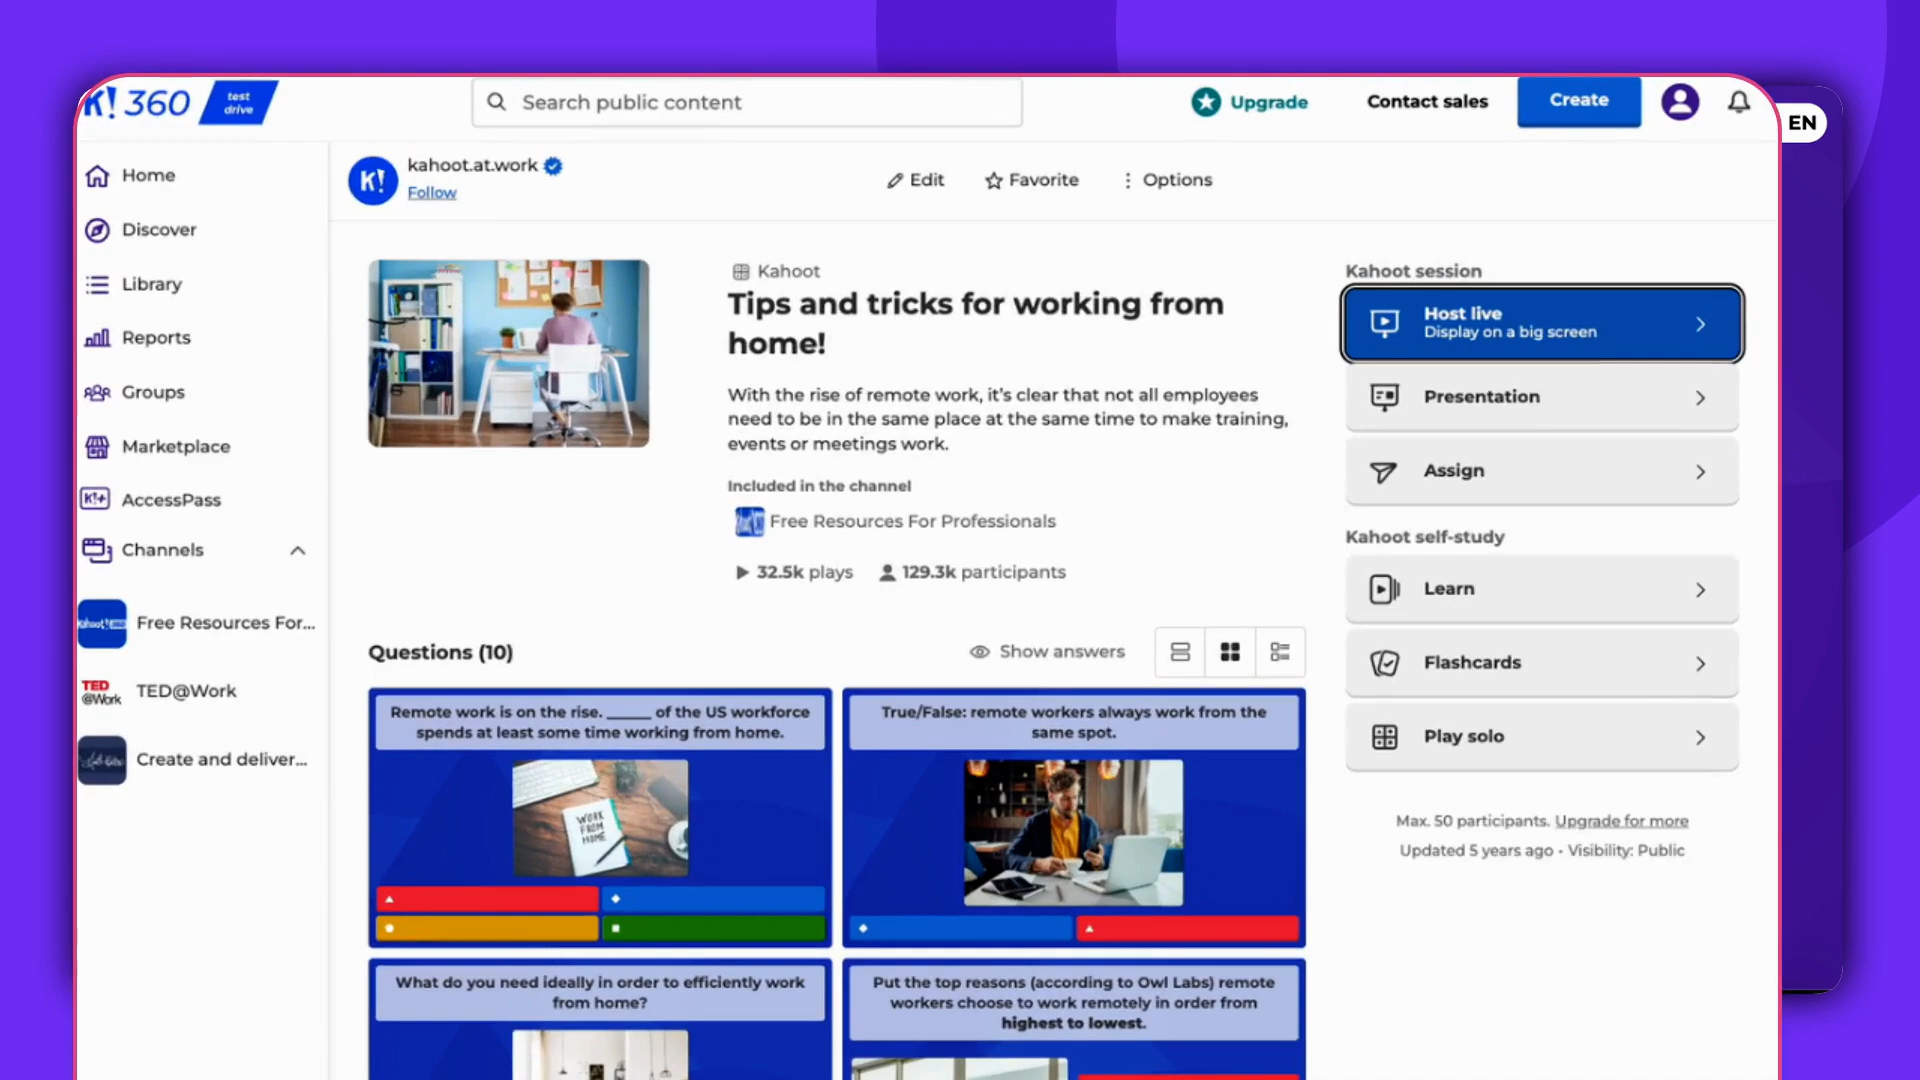 K! 360 test drive
Search public content
Upgrade
Contact sales
Create
EN
Home
Discover
Library
Reports
Groups
Marketplace
K!+ AccessPass
Channels
Kahoot!360 Free Resources For...
TED@Work TED@Work
Create and deliver...
K! kahoot.at.work
Follow
Edit
Favorite
Options
Kahoot
Tips and tricks for working from
home!
With the rise of remote work, it's clear that not all employees
need to be in the same place at the same time to make training,
events or meetings work.
Included in the channel
Free Resources For Professionals
32.5k plays
129.3k participants
Questions (10)
Show answers
Remote work is on the rise. ______ of the US workforce
spends at least some time working from home.
WORK
FROM
HOME
True/False: remote workers always work from the
same spot.
What do you need ideally in order to efficiently work
from home?
Put the top reasons (according to Owl Labs) remote
workers choose to work remotely in order from
highest to lowest.
Kahoot session
Host live
Display on a big screen
Presentation
Assign
Kahoot self-study
Learn
Flashcards
Play solo
Max. 50 participants. Upgrade for more
Updated 5 years ago • Visibility: Public